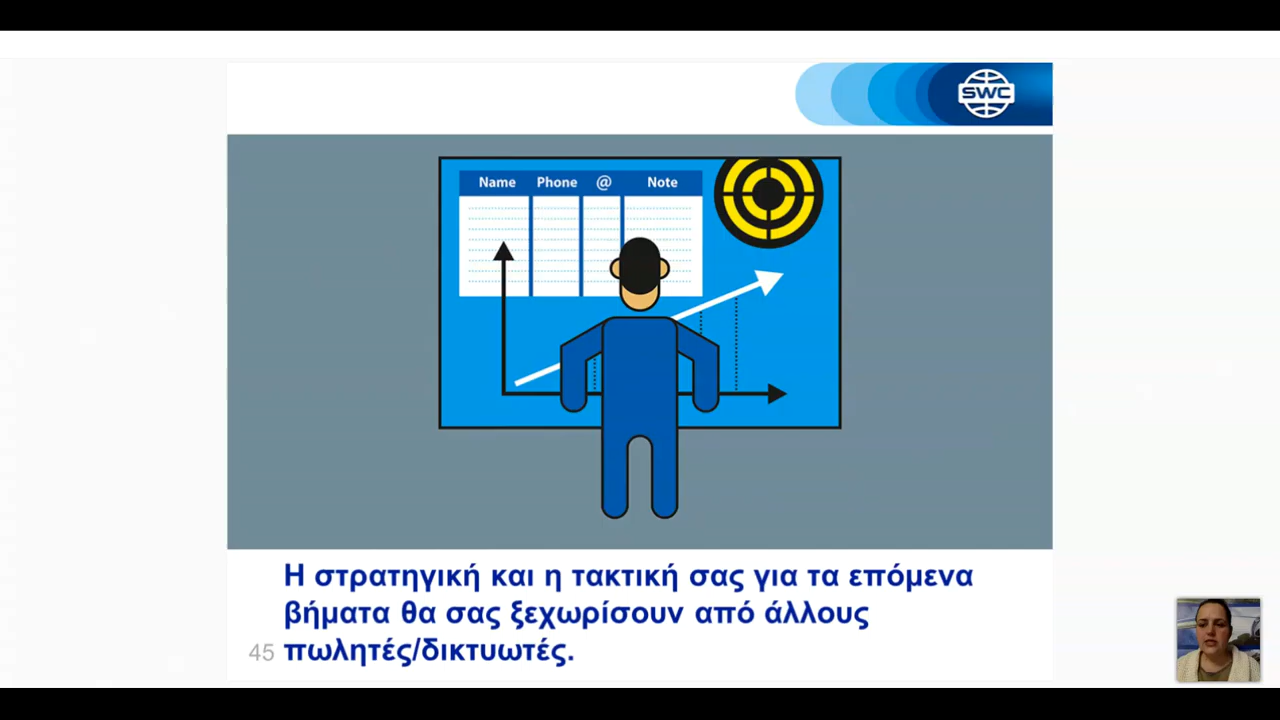 SWC
Name Phone @ Note
Η στρατηγική και η τακτική σας για τα επόμενα
βήματα θα σας ξεχωρίσουν από άλλους
45 πωλητές/δικτυωτές.